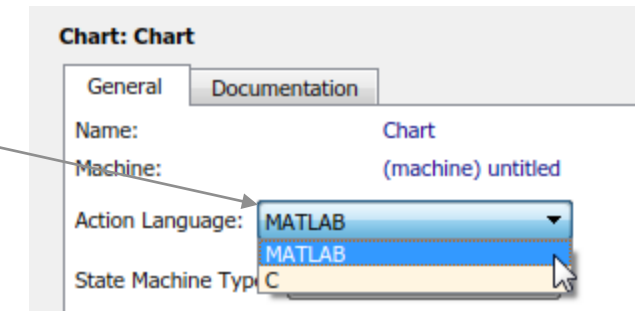 Chart: Chart
General Documentation
Name: Chart
Machine: (machine) untitled
Action Language: MATLAB
MATLAB
State Machine Typ C